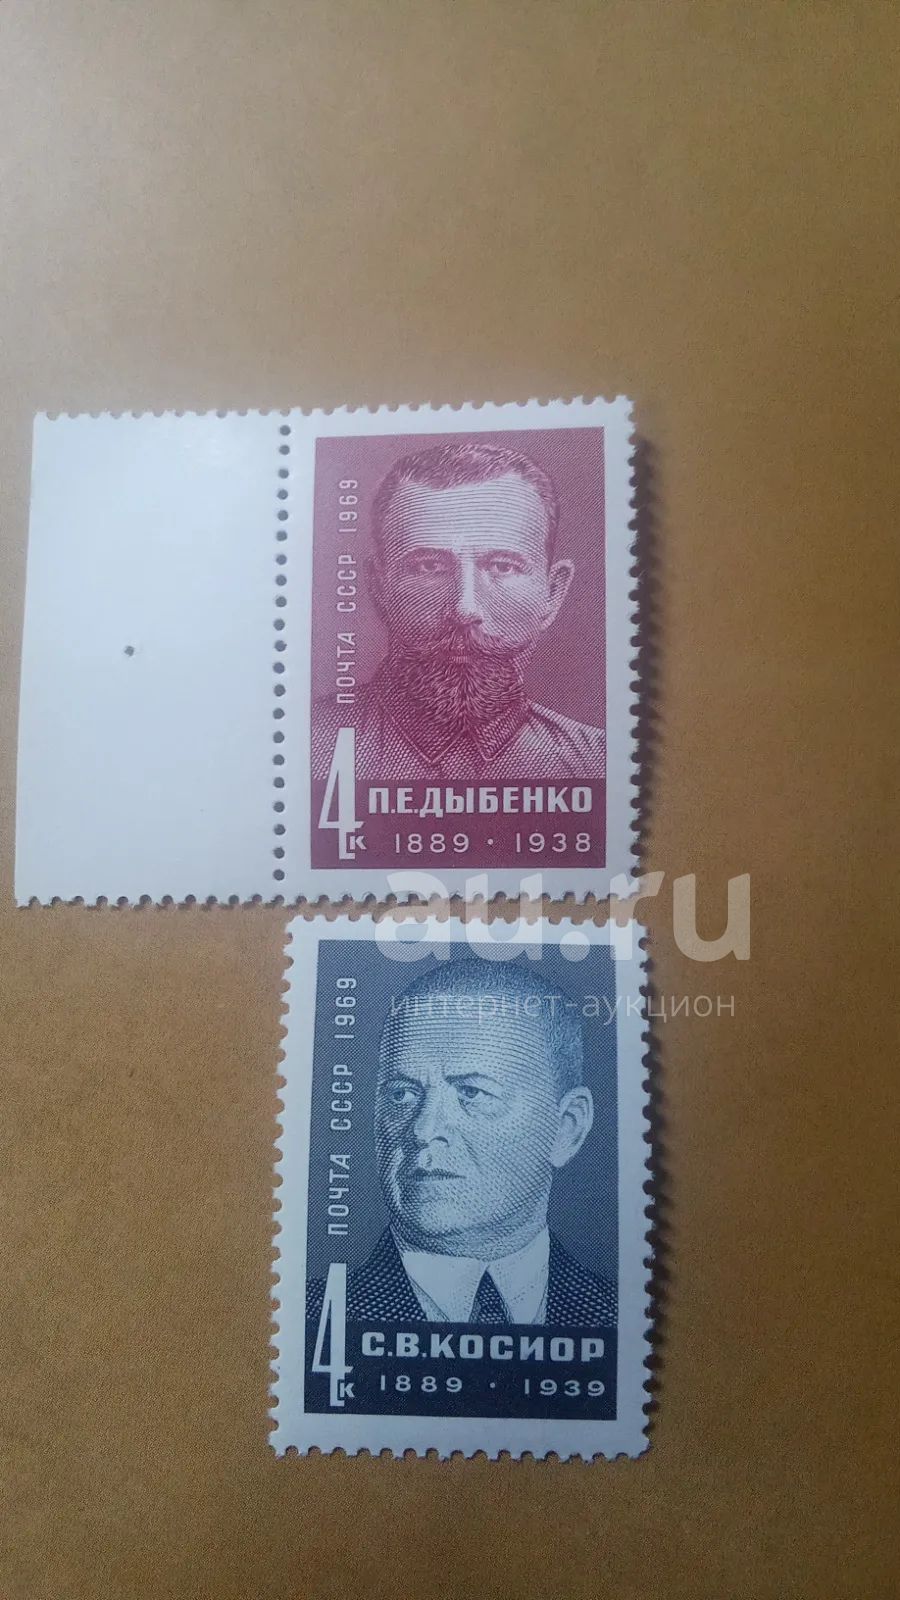 ПОЧТА СССР 1969
4к
П.Е.ДЫБЕНКО
1889 · 1938
au.ru
интернет-аукцион
ПОЧТА СССР 1969
4к
С.В.КОСИОР
1889 · 1939